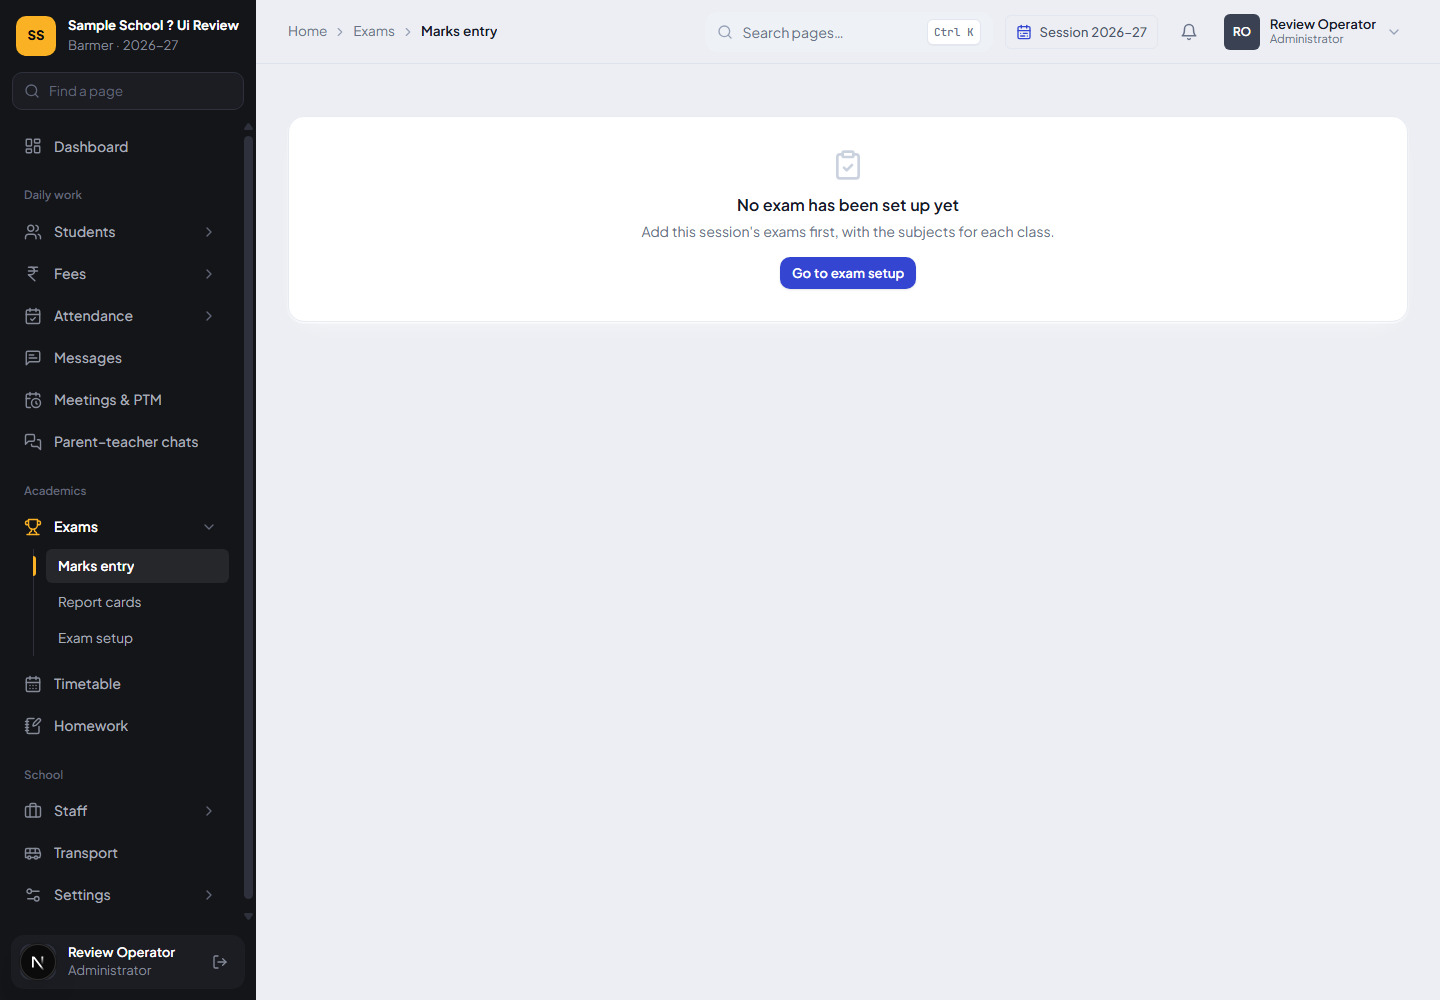 SS
Sample School ? Ui Review
Barmer · 2026–27
Find a page
Dashboard
Daily work
Students
Fees
Attendance
Messages
Meetings & PTM
Parent–teacher chats
Academics
Exams
Marks entry
Report cards
Exam setup
Timetable
Homework
School
Staff
Transport
Settings
N
Review Operator
Administrator
Home > Exams > Marks entry
Search pages...
Ctrl K
Session 2026–27
RO
Review Operator
Administrator
No exam has been set up yet
Add this session's exams first, with the subjects for each class.
Go to exam setup